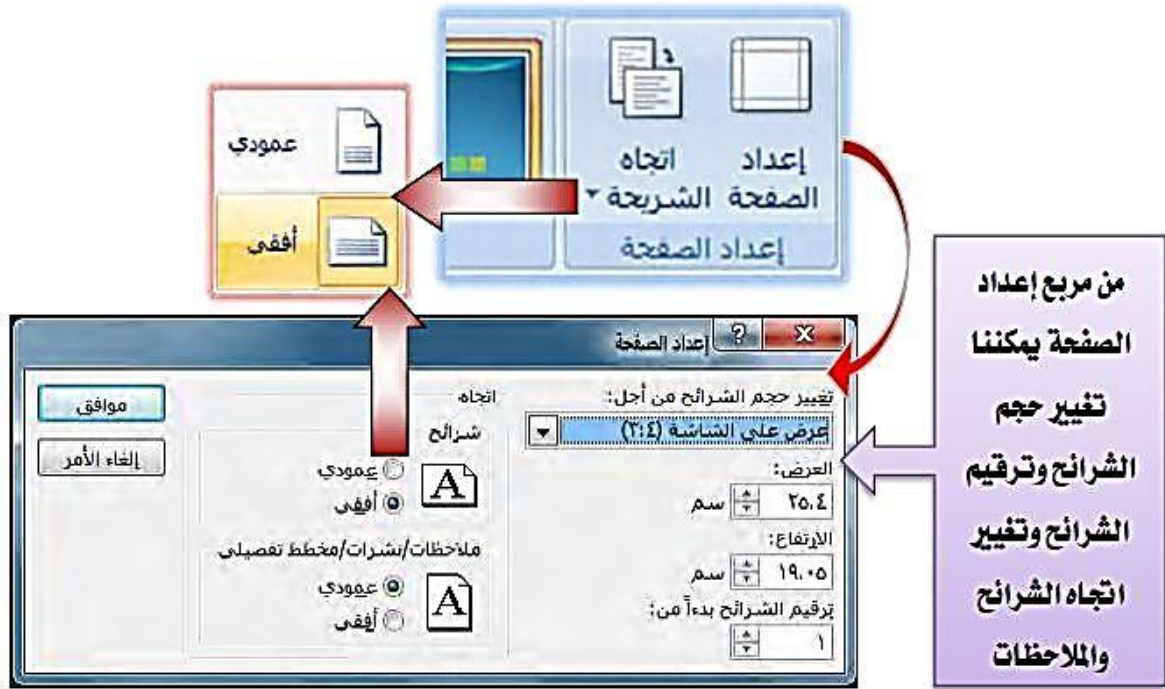 إعداد الصفحة
اتجاه الشريحة
إعداد الصفحة
عمودي
أفقي
من مربع إعداد
الصفحة يمكننا
تغيير حجم
الشرائح وترقيم
الشرائح وتغيير
اتجاه الشرائح
والملاحظات
إعداد الصفحة
تغيير حجم الشرائح من أجل:
عرض على الشاشة (٣:٤)
العرض:
٢٥.٤ سم
الارتفاع:
١٩.٠٥ سم
ترقيم الشرائح بدءاً من:
١
اتجاه
شرائح
عمودي
أفقي
ملاحظات/نشرات/مخطط تفصيلي
عمودي
أفقي
موافق
إلغاء الأمر